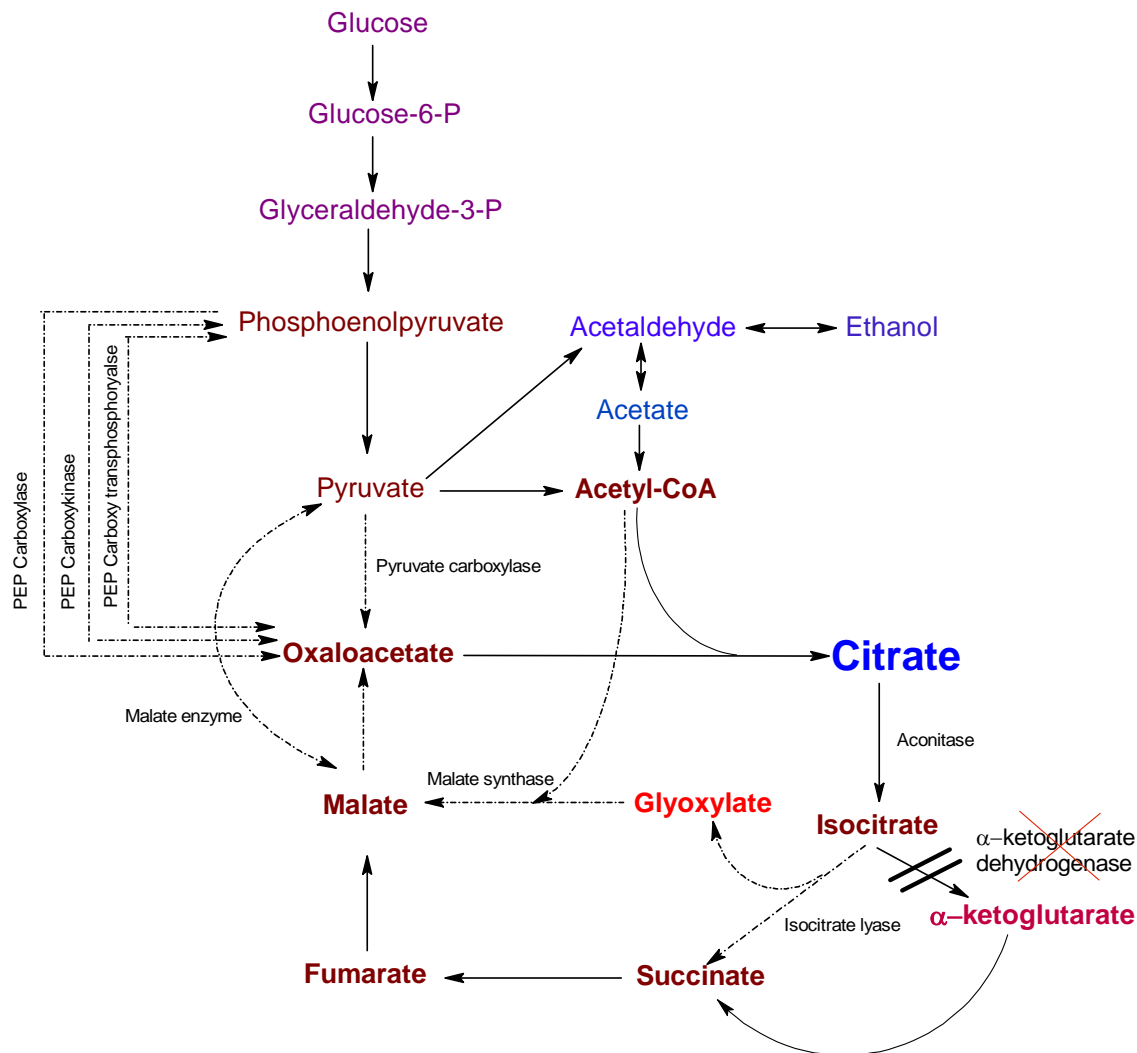 Glucose
Glucose-6-P
Glyceraldehyde-3-P
Phosphoenolpyruvate
Acetaldehyde
Ethanol
Acetate
PEP Carboxylase
PEP Carboxykinase
PEP Carboxy transphosphoryalse
Pyruvate
Acetyl-CoA
Pyruvate carboxylase
Oxaloacetate
Citrate
Malate enzyme
Aconitase
Malate synthase
Malate
Glyoxylate
Isocitrate
α–ketoglutarate
dehydrogenase
α–ketoglutarate
Isocitrate lyase
Fumarate
Succinate